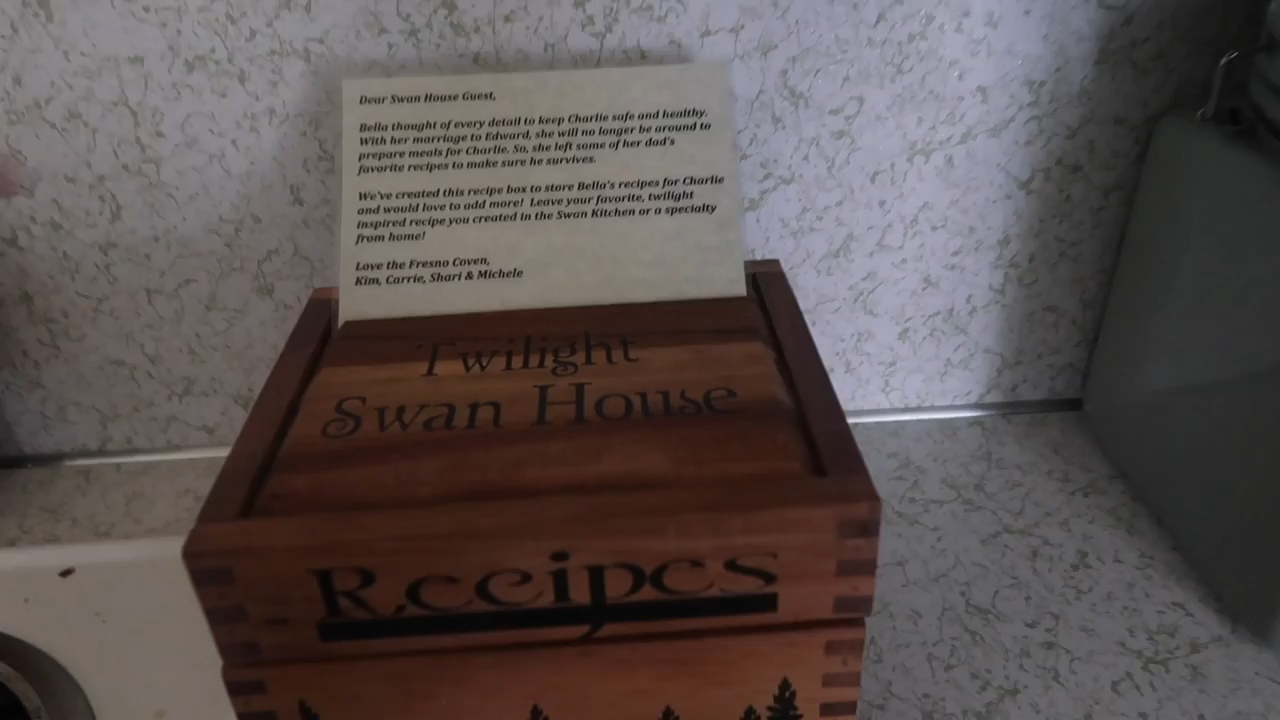 Dear Swan House Guest,
Bella thought of every detail to keep Charlie safe and healthy.
With her marriage to Edward, she will no longer be around to
prepare meals for Charlie. So, she left some of her dad's
favorite recipes to make sure he survives.
We've created this recipe box to store Bella's recipes for Charlie
and would love to add more! Leave your favorite, twilight
inspired recipe you created in the Swan Kitchen or a specialty
from home!
Love the Fresno Coven,
Kim, Carrie, Shari & Michele
Twilight
Swan House
Recipes